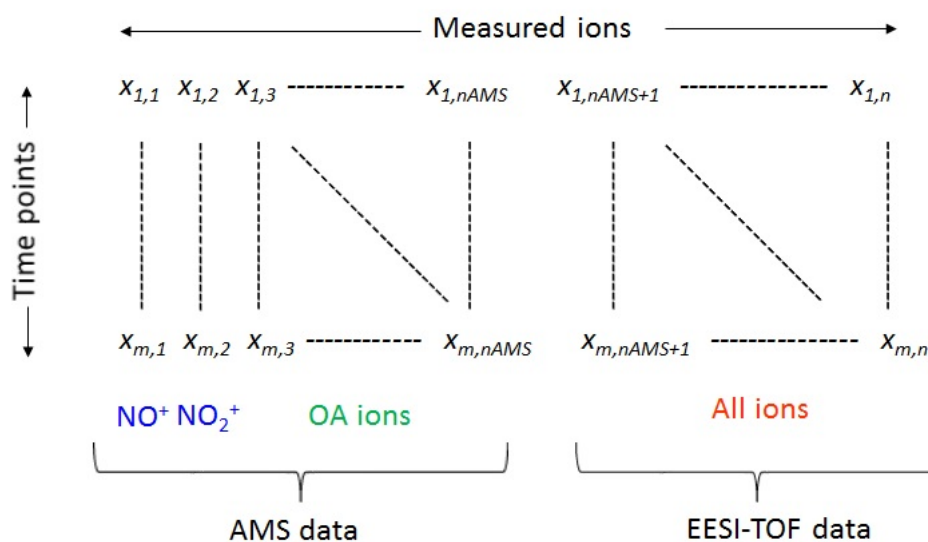 Measured ions
Time points
x1,1 x1,2 x1,3 x1,nAMS x1,nAMS+1 x1,n
xm,1 xm,2 xm,3 xm,nAMS xm,nAMS+1 xm,n
NO+ NO2+ OA ions All ions
AMS data EESI-TOF data